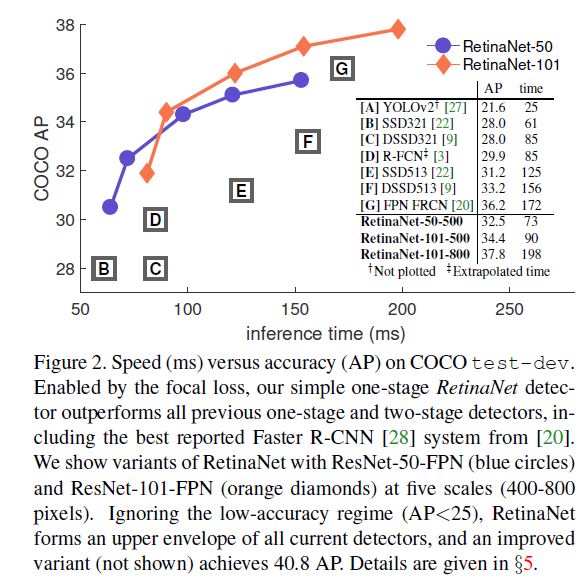 38
36
34
32
30
28
COCO AP
50
100
150
200
250
inference time (ms)
B
C
D
E
F
G
RetinaNet-50
RetinaNet-101
AP time
[A] YOLOv2† [27] 21.6 25
[B] SSD321 [22] 28.0 61
[C] DSSD321 [9] 28.0 85
[D] R-FCN‡ [3] 29.9 85
[E] SSD513 [22] 31.2 125
[F] DSSD513 [9] 33.2 156
[G] FPN FRCN [20] 36.2 172
RetinaNet-50-500 32.5 73
RetinaNet-101-500 34.4 90
RetinaNet-101-800 37.8 198
†Not plotted ‡Extrapolated time
Figure 2. Speed (ms) versus accuracy (AP) on COCO test-dev.
Enabled by the focal loss, our simple one-stage RetinaNet detec-
tor outperforms all previous one-stage and two-stage detectors, in-
cluding the best reported Faster R-CNN [28] system from [20].
We show variants of RetinaNet with ResNet-50-FPN (blue circles)
and ResNet-101-FPN (orange diamonds) at five scales (400-800
pixels). Ignoring the low-accuracy regime (AP<25), RetinaNet
forms an upper envelope of all current detectors, and an improved
variant (not shown) achieves 40.8 AP. Details are given in §5.